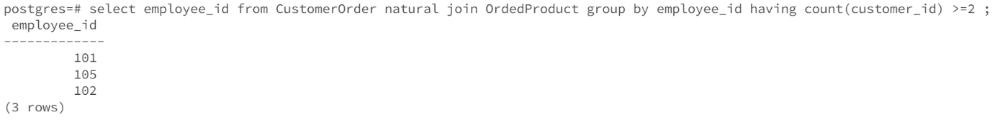 postgres=# select employee_id from CustomerOrder natural join OrdedProduct group by employee_id having count(customer_id) >=2 ;
 employee_id
-------------
         101
         105
         102
(3 rows)